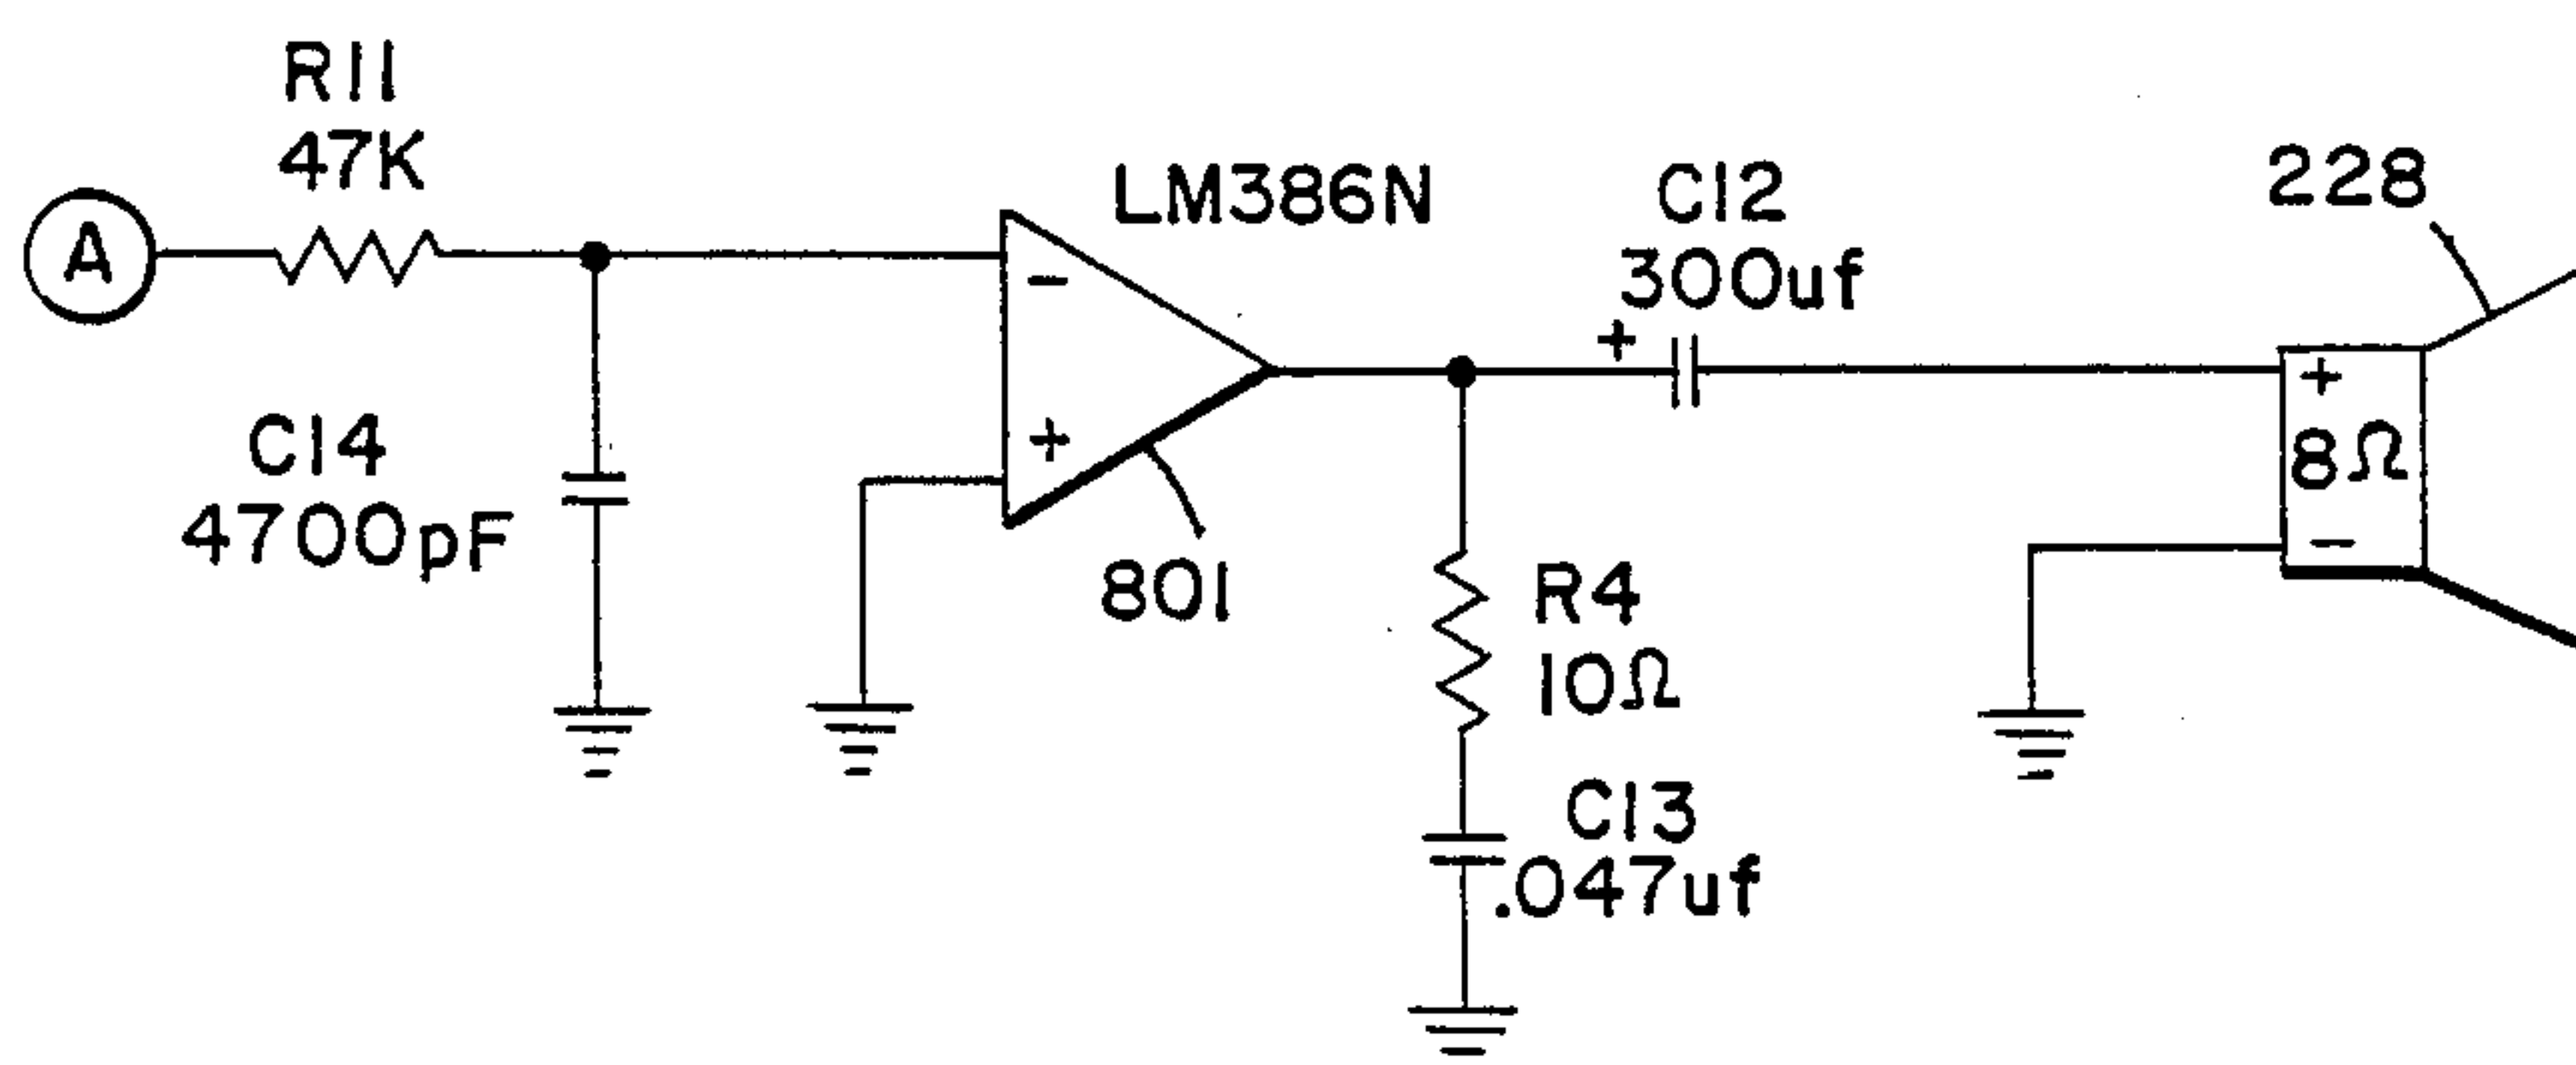 R11
47K
A
C14
4700pF
LM386N
-
+
801
C12
300uf
+
R4
10Ω
C13
.047uf
228
+
8Ω
-